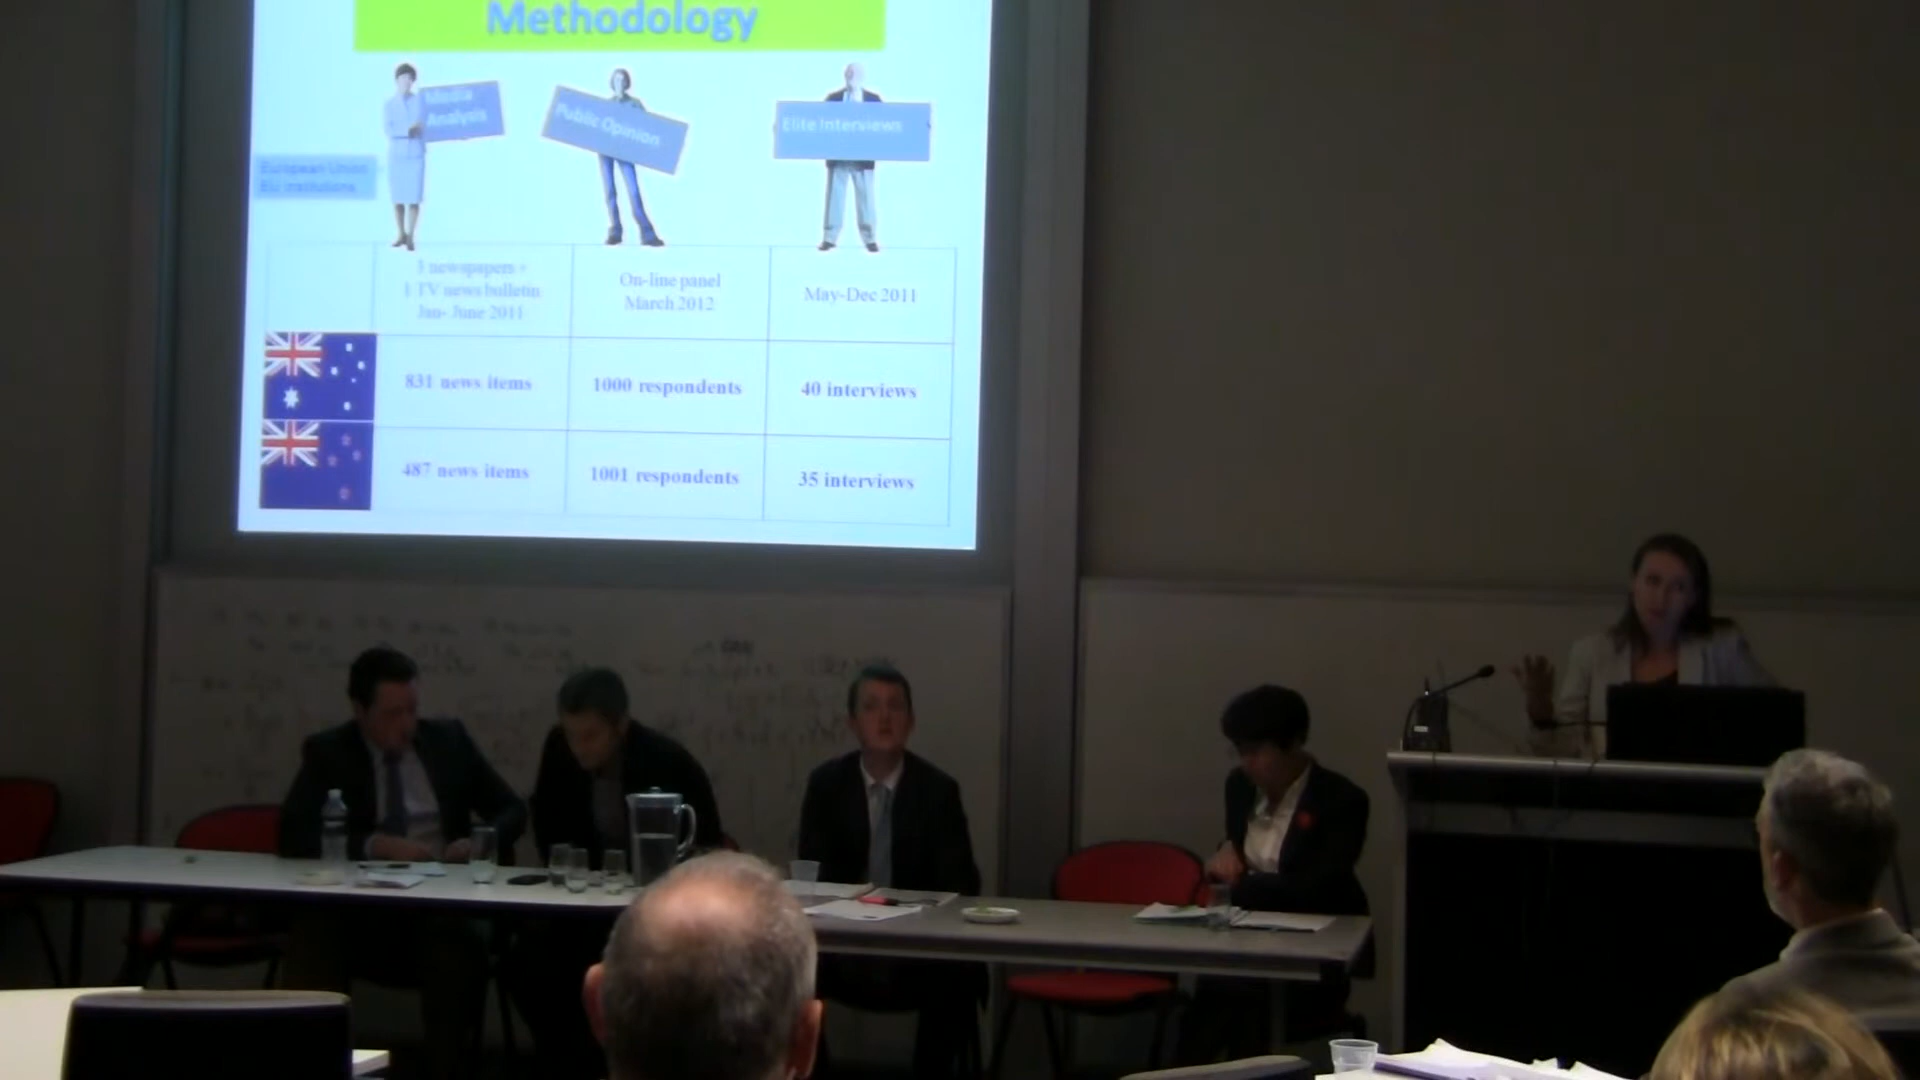 Methodology
Media
Analysis
Public Opinion
Elite Interviews
European Union
EU institutions
3 newspapers +
1 TV news bulletin
Jan- June 2011
On-line panel
March 2012
May-Dec 2011
831 news items
1000 respondents
40 interviews
487 news items
1001 respondents
35 interviews